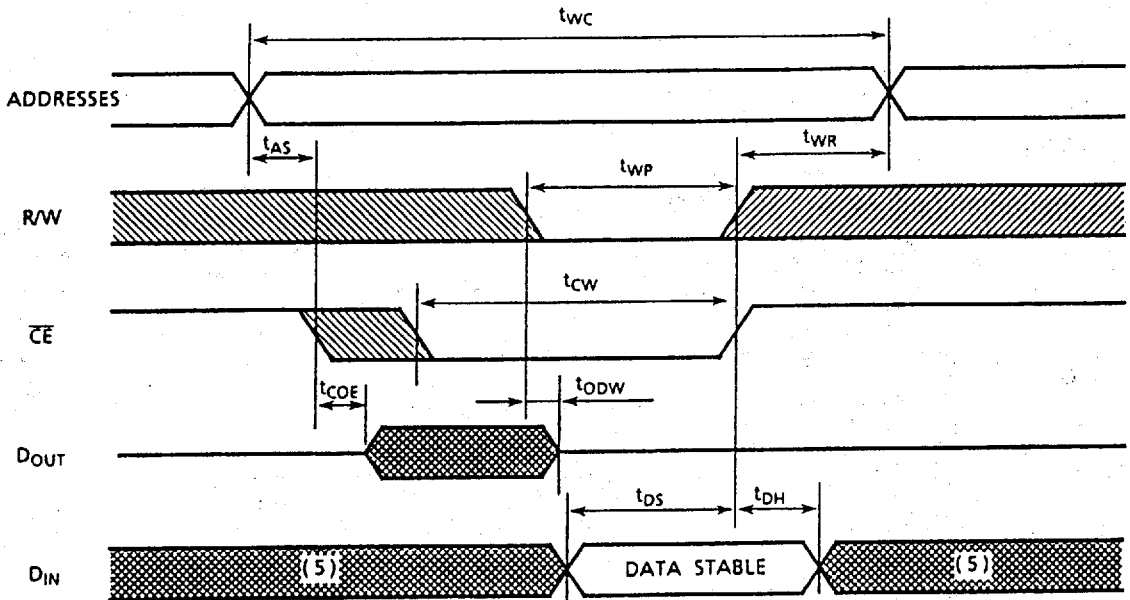 tWC
ADDRESSES
tAS
tWR
tWP
R/W
tCW
CE
tCOE
tODW
DOUT
tDS
tDH
DIN
(5)
DATA STABLE
(5)